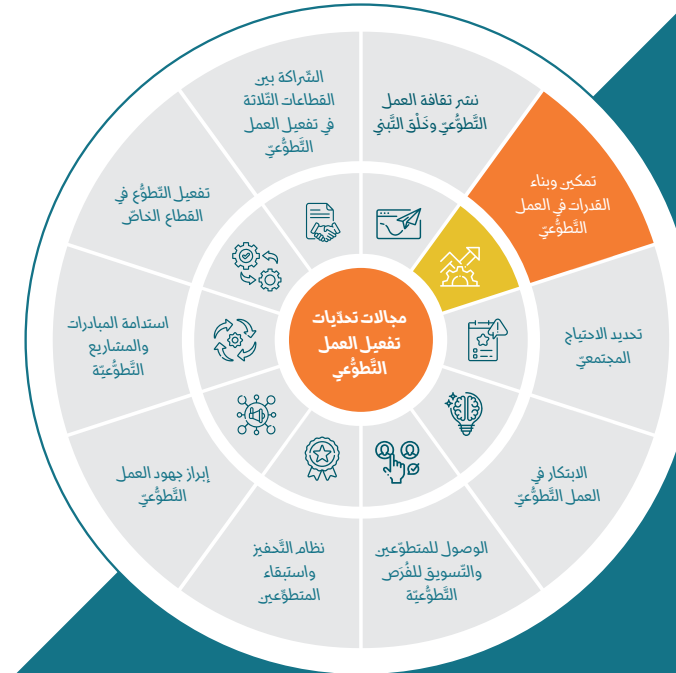 مجالات تحدّيات
تفعيل العمل
التَّطوُّعي
نشر ثقافة العمل
التَّطوُّعيّ وخَلْق التَّبني
تمكين وبناء
القدرات في العمل
التَّطوُّعيّ
تحديد الاحتياج
المجتمعيّ
الابتكار في
العمل التَّطوُّعيّ
الوصول للمتطوّعين
والتّسويق للفُرَص
التَّطوُّعيّة
نظام التَّحفيز
واستبقاء
المتطوِّعين
إبراز جهود العمل
التَّطوُّعيّ
استدامة المبادرات
والمشاريع
التَّطوُّعيّة
تفعيل التّطوُّع في
القطاع الخاصّ
الشّراكة بين
القطاعات الثّلاثة
في تفعيل العمل
التَّطوُّعيّ